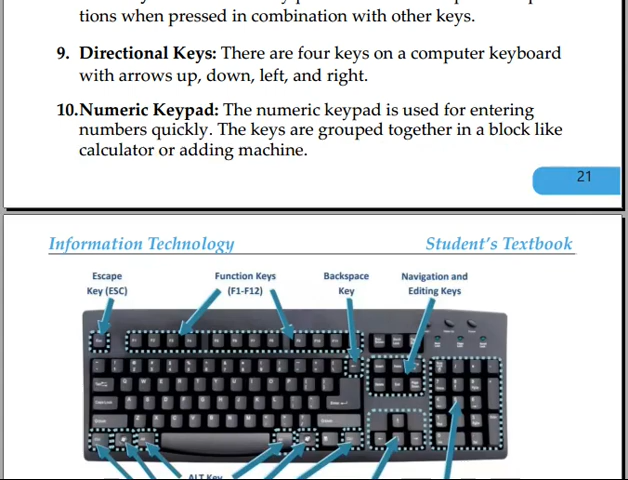 tions when pressed in combination with other keys.
9. Directional Keys: There are four keys on a computer keyboard
with arrows up, down, left, and right.
10. Numeric Keypad: The numeric keypad is used for entering
numbers quickly. The keys are grouped together in a block like
calculator or adding machine.
21
Information Technology Student's Textbook
Escape
Key (ESC)
Function Keys
(F1-F12)
Backspace
Key
Navigation and
Editing Keys
ALT Key